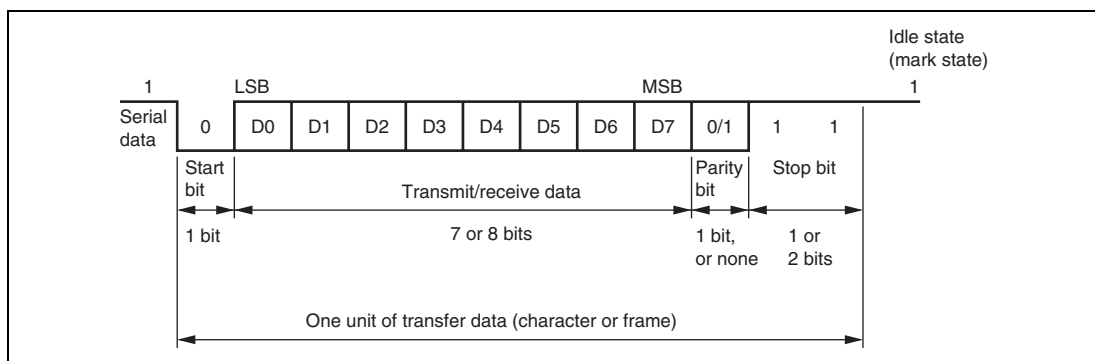 Idle state
(mark state)
1 LSB MSB 1
Serial
data
0 D0 D1 D2 D3 D4 D5 D6 D7 0/1 1 1
Start
bit
Transmit/receive data
Parity
bit
Stop bit
1 bit
7 or 8 bits
1 bit,
or none
1 or
2 bits
One unit of transfer data (character or frame)